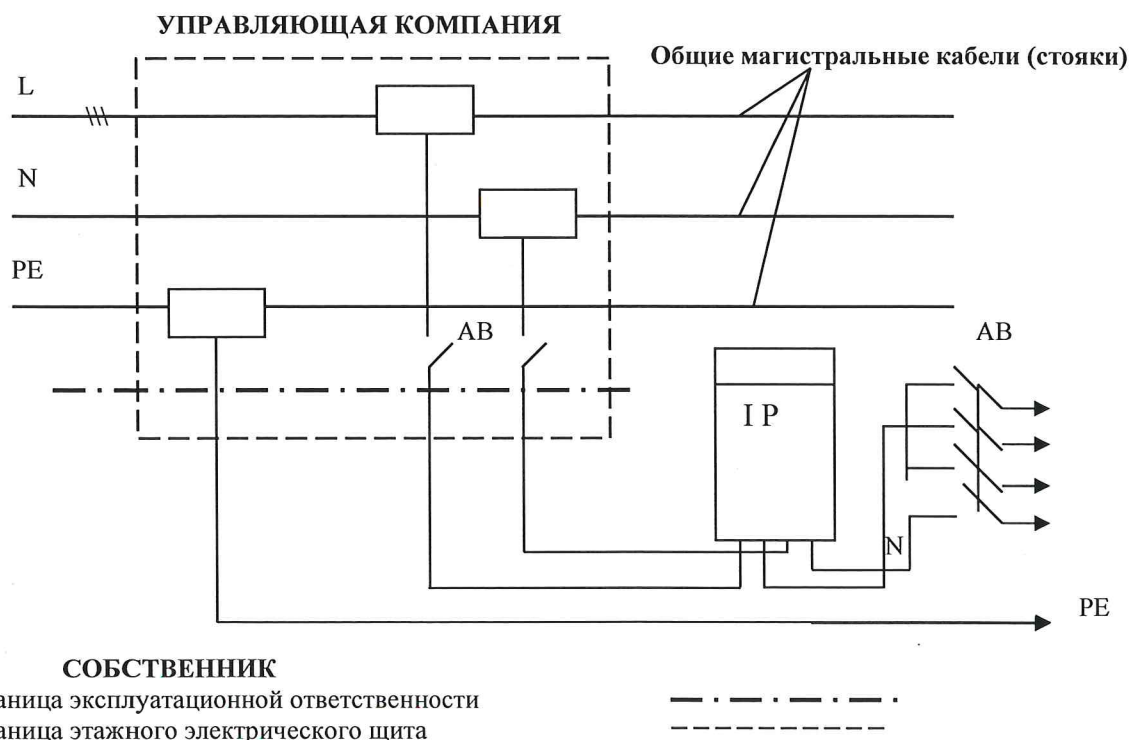 УПРАВЛЯЮЩАЯ КОМПАНИЯ
Общие магистральные кабели (стояки)
L
N
PE
АВ
АВ
I P
N
PE
СОБСТВЕННИК
аница эксплуатационной ответственности
аница этажного электрического щита